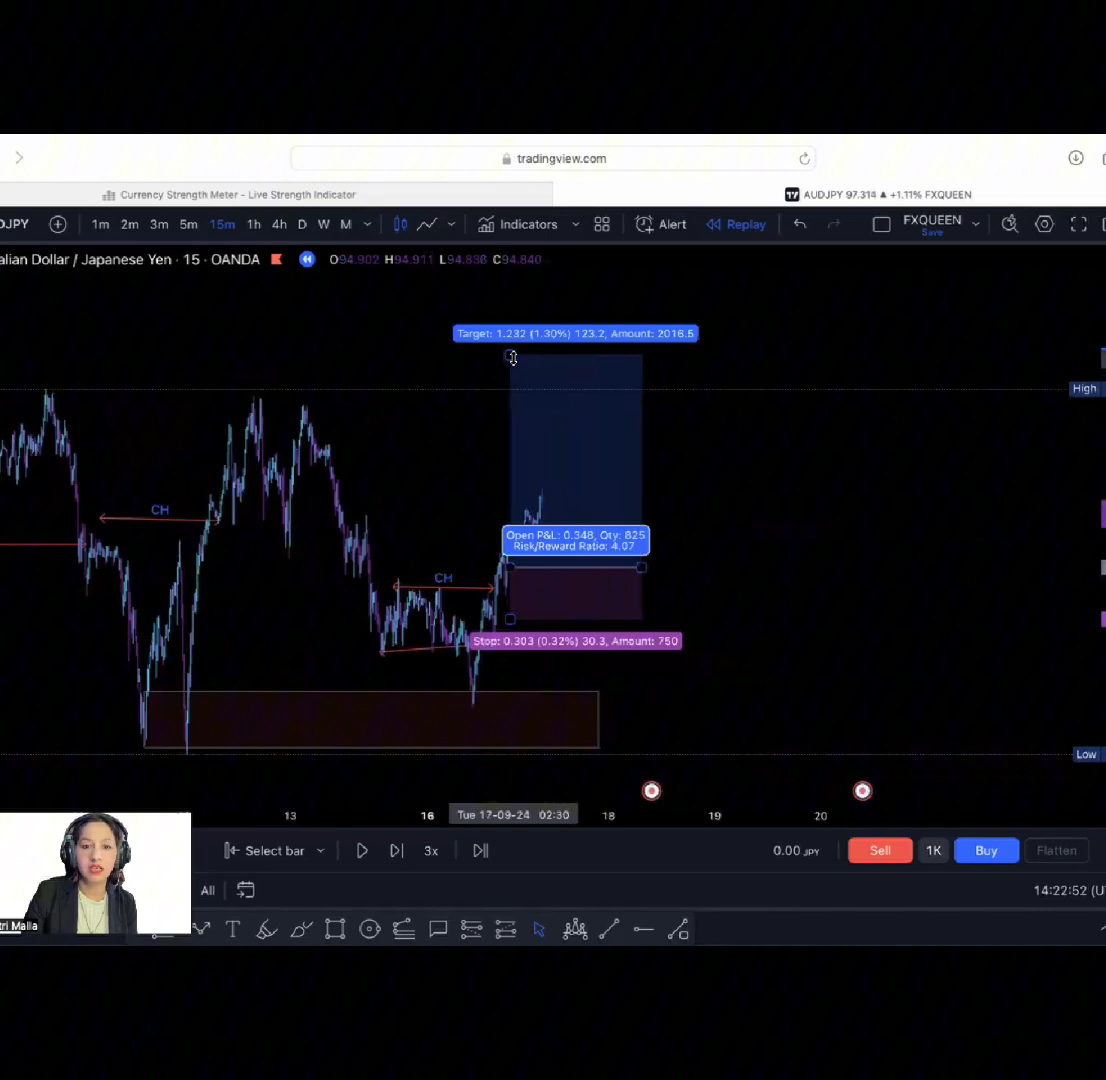 tradingview.com
Currency Strength Meter - Live Strength Indicator
AUDJPY 97.314 ▲ +1.11% FXQUEEN
DJPY 1m 2m 3m 5m 15m 1h 4h D W M Indicators Alert Replay FXQUEEN
Save
alian Dollar / Japanese Yen · 15 · OANDA O94.902 H94.911 L94.836 C94.840
Target: 1.232 (1.30%) 123.2, Amount: 2016.5
High
CH
Open P&L: 0.348, Qty: 825
Risk/Reward Ratio: 4.07
CH
Stop: 0.303 (0.32%) 30.3, Amount: 750
Low
13 16 Tue 17-09-24 02:30 18 19 20
Select bar 3x 0.00 JPY Sell 1K Buy Flatten
All 14:22:52 (U
tri Malla
T